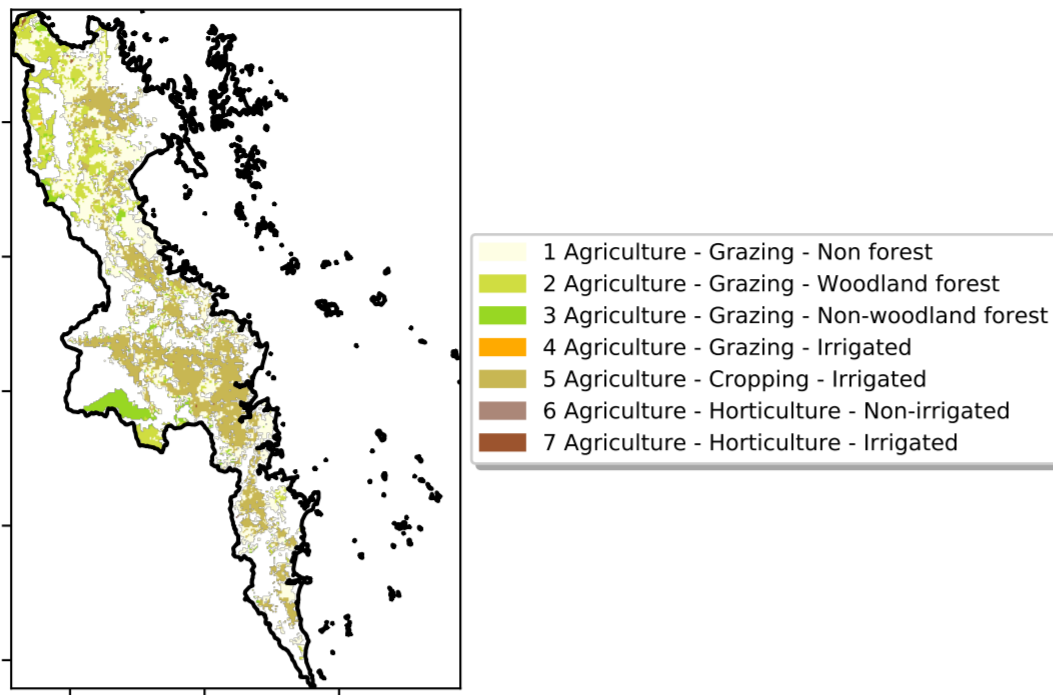 1 Agriculture - Grazing - Non forest
2 Agriculture - Grazing - Woodland forest
3 Agriculture - Grazing - Non-woodland forest
4 Agriculture - Grazing - Irrigated
5 Agriculture - Cropping - Irrigated
6 Agriculture - Horticulture - Non-irrigated
7 Agriculture - Horticulture - Irrigated